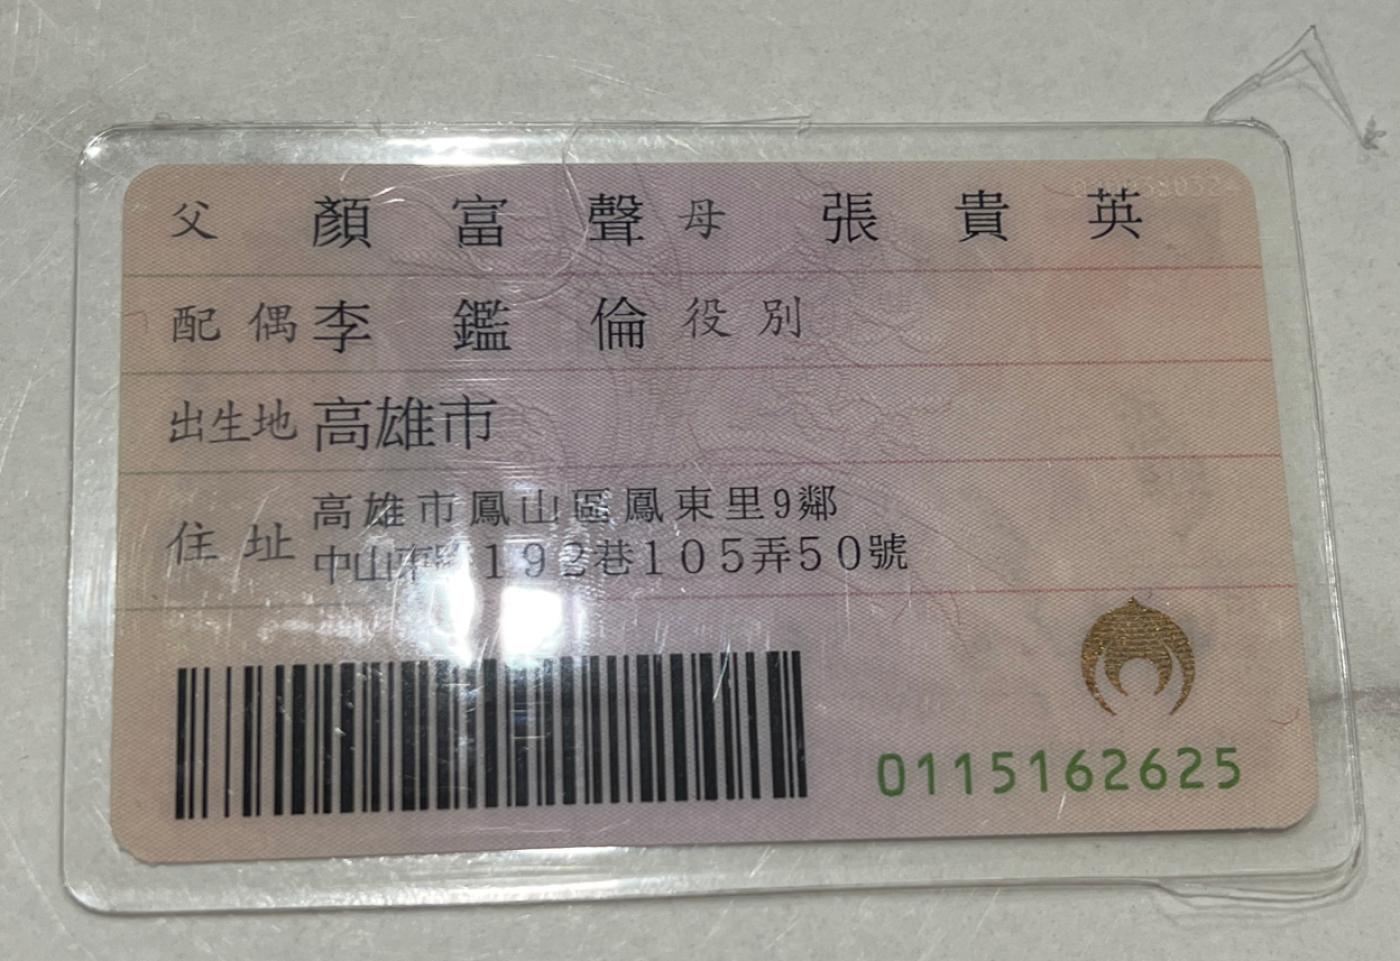 父 顏富聲 母 張貴英
配偶 李鑑倫 役別
出生地 高雄市
住址 高雄市鳳山區鳳東里9鄰
中山東路192巷105弄50號
0115162625